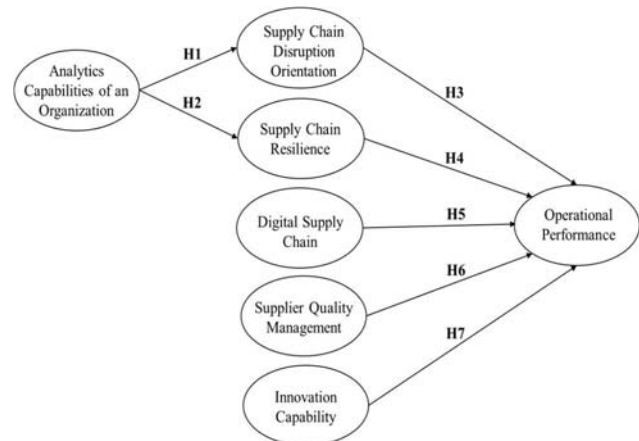 Supply Chain
Disruption
Orientation
H1
Analytics
Capabilities of an
Organization
H2
H3
Supply Chain
Resilience
H4
Digital Supply
Chain
H5
Operational
Performance
H6
Supplier Quality
Management
H7
Innovation
Capability